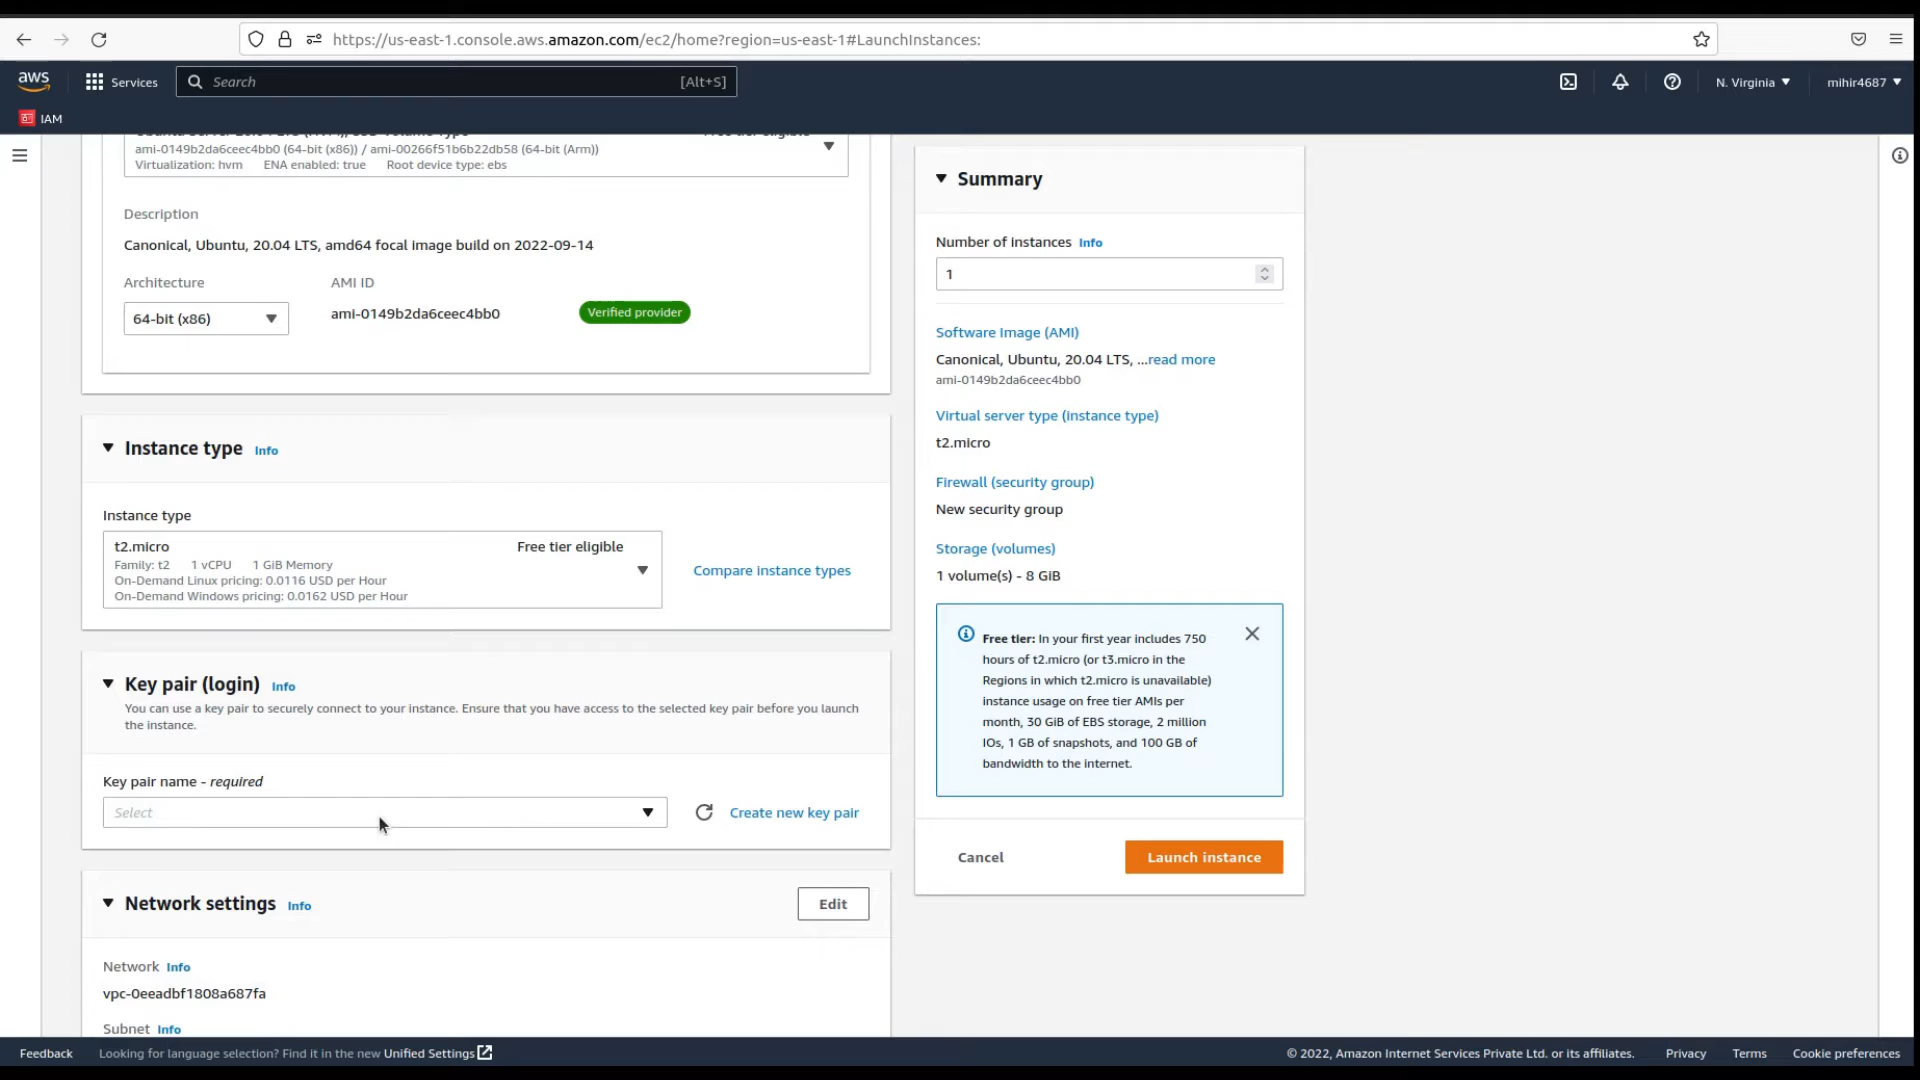 https://us-east-1.console.aws.amazon.com/ec2/home?region=us-east-1#LaunchInstances:
aws
Services
Search
[Alt+S]
N. Virginia
mihir4687
IAM
ami-0149b2da6ceec4bb0 (64-bit (x86)) / ami-00266f51b6b22db58 (64-bit (Arm))
Virtualization: hvm ENA enabled: true Root device type: ebs
Description
Canonical, Ubuntu, 20.04 LTS, amd64 focal image build on 2022-09-14
Architecture
AMI ID
64-bit (x86)
ami-0149b2da6ceec4bb0
Verified provider
Instance type Info
Instance type
t2.micro
Free tier eligible
Family: t2 1 vCPU 1 GiB Memory
On-Demand Linux pricing: 0.0116 USD per Hour
On-Demand Windows pricing: 0.0162 USD per Hour
Compare instance types
Key pair (login) Info
You can use a key pair to securely connect to your instance. Ensure that you have access to the selected key pair before you launch
the instance.
Key pair name - required
Select
Create new key pair
Network settings Info
Edit
Network Info
vpc-0eeadbf1808a687fa
Subnet Info
Summary
Number of instances Info
1
Software Image (AMI)
Canonical, Ubuntu, 20.04 LTS, ...read more
ami-0149b2da6ceec4bb0
Virtual server type (instance type)
t2.micro
Firewall (security group)
New security group
Storage (volumes)
1 volume(s) - 8 GiB
Free tier: In your first year includes 750
hours of t2.micro (or t3.micro in the
Regions in which t2.micro is unavailable)
instance usage on free tier AMIs per
month, 30 GiB of EBS storage, 2 million
IOs, 1 GB of snapshots, and 100 GB of
bandwidth to the internet.
Cancel
Launch instance
Feedback
Looking for language selection? Find it in the new Unified Settings
© 2022, Amazon Internet Services Private Ltd. or its affiliates.
Privacy
Terms
Cookie preferences